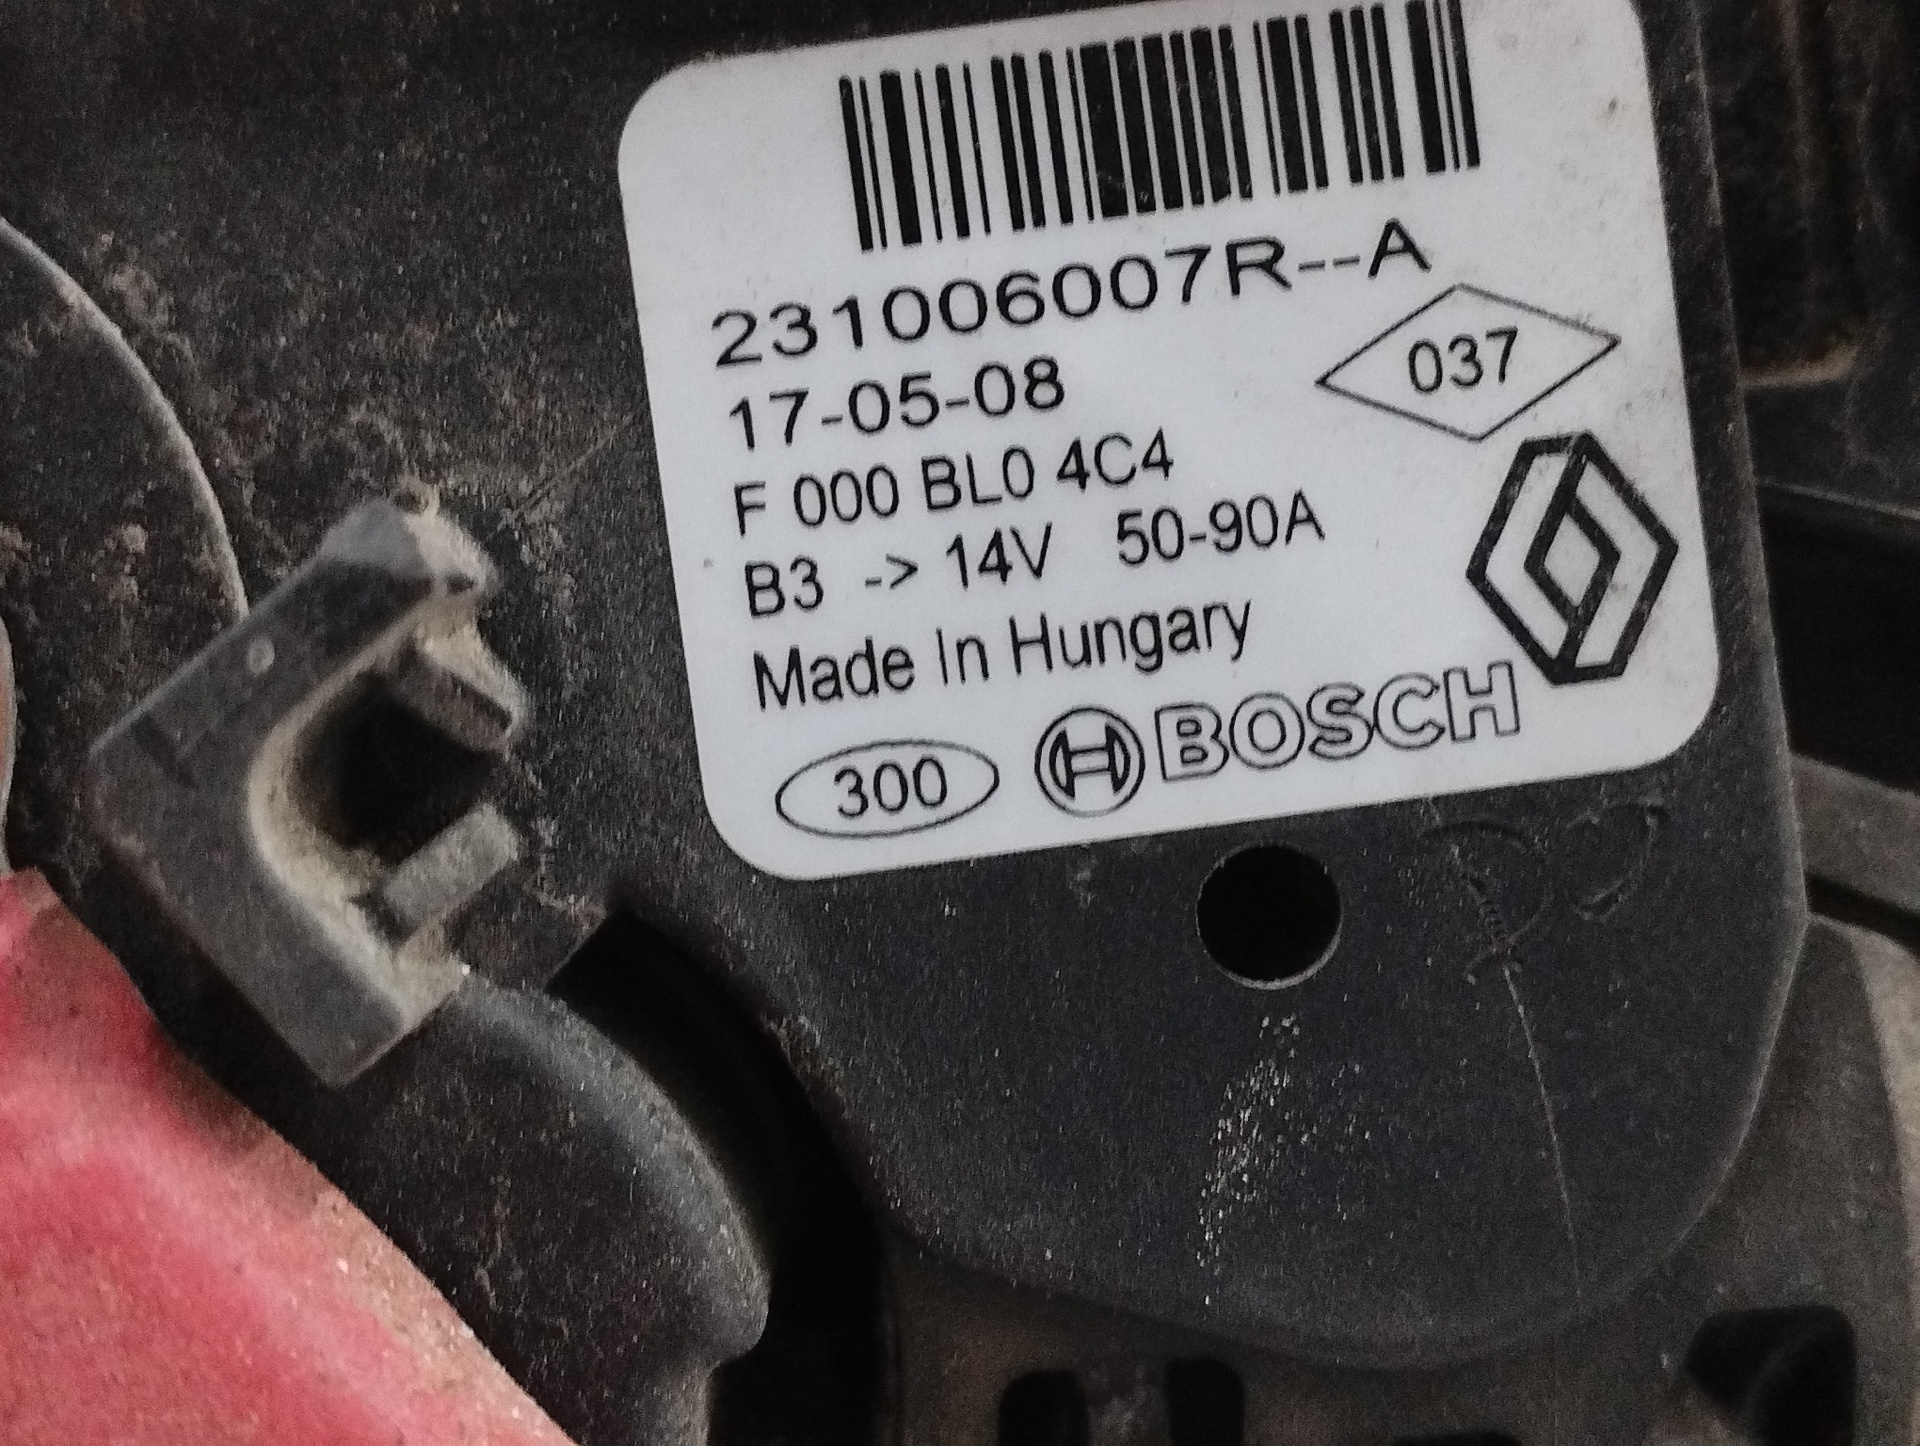 231006007R--A
037
17-05-08
F 000 BL0 4C4
B3 -> 14V 50-90A
Made In Hungary
300 BOSCH